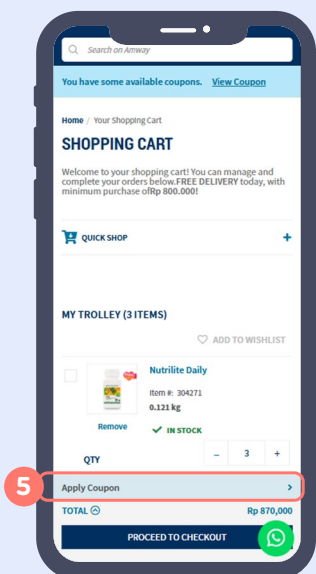 Search on Amway
You have some available coupons. View Coupon
Home / Your Shopping Cart
SHOPPING CART
Welcome to your shopping cart! You can manage and
complete your orders below.FREE DELIVERY today, with
minimum purchase ofRp 800.000!
QUICK SHOP +
MY TROLLEY (3 ITEMS)
ADD TO WISHLIST
Nutrilite Daily
Item #: 304271
0.121 kg
Remove
IN STOCK
QTY
- 3 +
5
Apply Coupon
TOTAL
Rp 870,000
PROCEED TO CHECKOUT